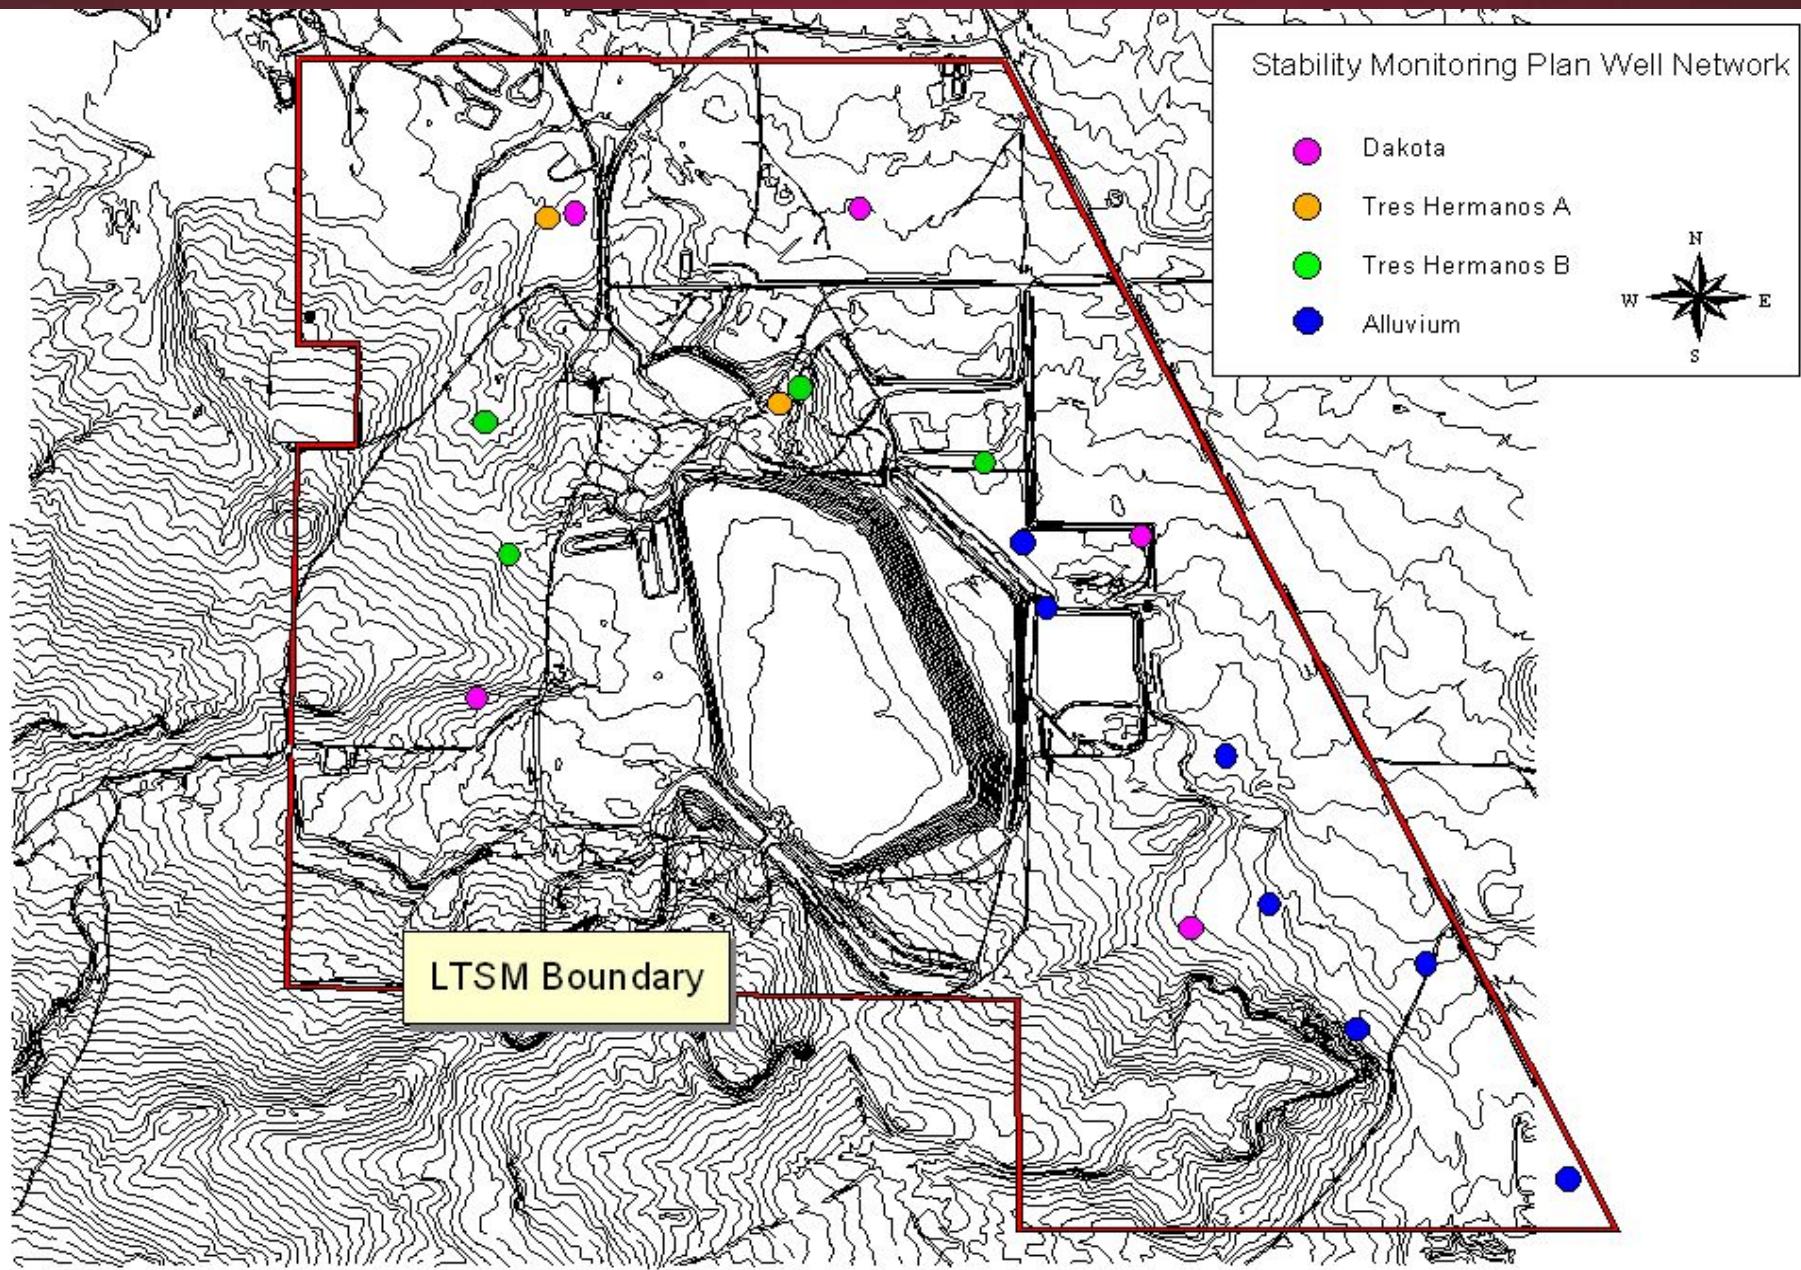 Stability Monitoring Plan Well Network
Dakota
Tres Hermanos A
Tres Hermanos B
Alluvium
N
W E
S
LTSM Boundary